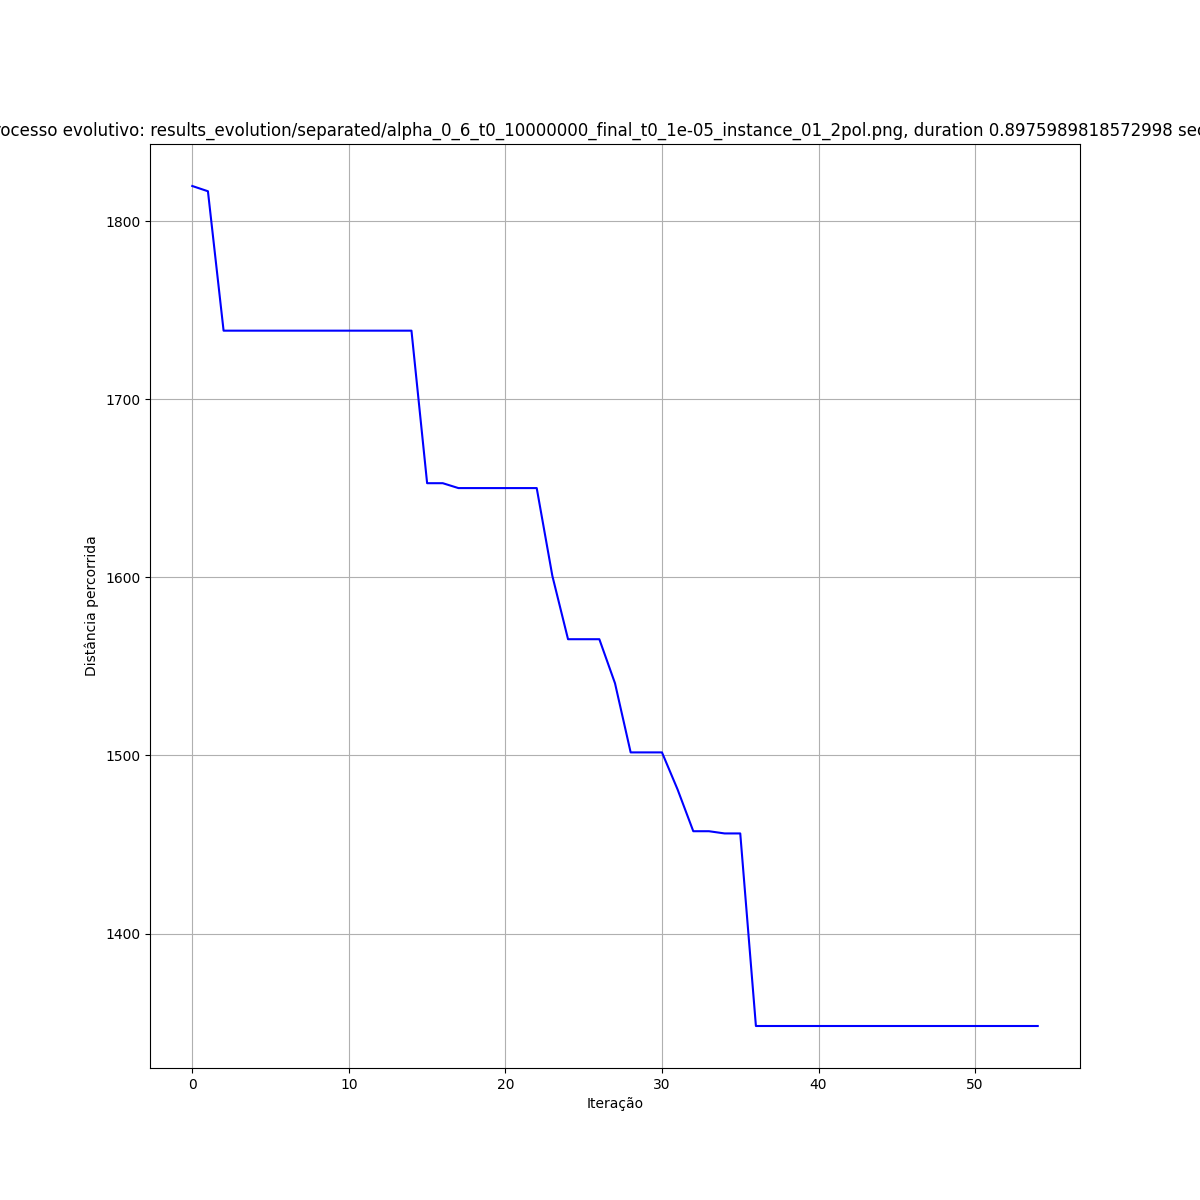 ocesso evolutivo: results_evolution/separated/alpha_0_6_t0_10000000_final_t0_1e-05_instance_01_2pol.png, duration 0.8975989818572998 sec
1800
1700
1600
1500
1400
Distância percorrida
0 10 20 30 40 50
Iteração